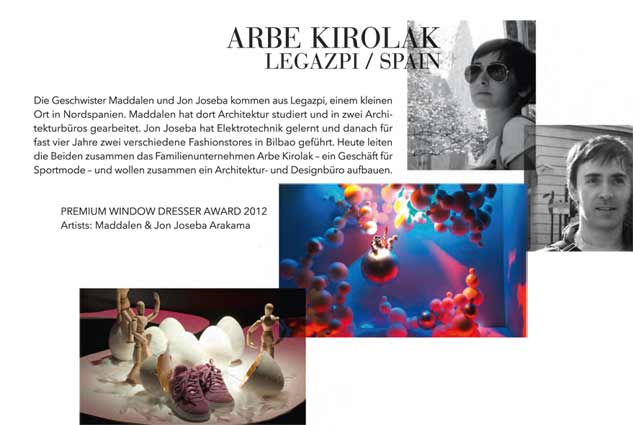 ARBE KIROLAK
LEGAZPI / SPAIN
Die Geschwister Maddalen und Jon Joseba kommen aus Legazpi, einem kleinen
Ort in Nordspanien. Maddalen hat dort Architektur studiert und in zwei Archi-
tekturbüros gearbeitet. Jon Joseba hat Elektrotechnik gelernt und danach für
fast vier Jahre zwei verschiedene Fashionstores in Bilbao geführt. Heute leiten
die Beiden zusammen das Familienunternehmen Arbe Kirolak – ein Geschäft für
Sportmode – und wollen zusammen ein Architektur- und Designbüro aufbauen.
PREMIUM WINDOW DRESSER AWARD 2012
Artists: Maddalen & Jon Joseba Arakama